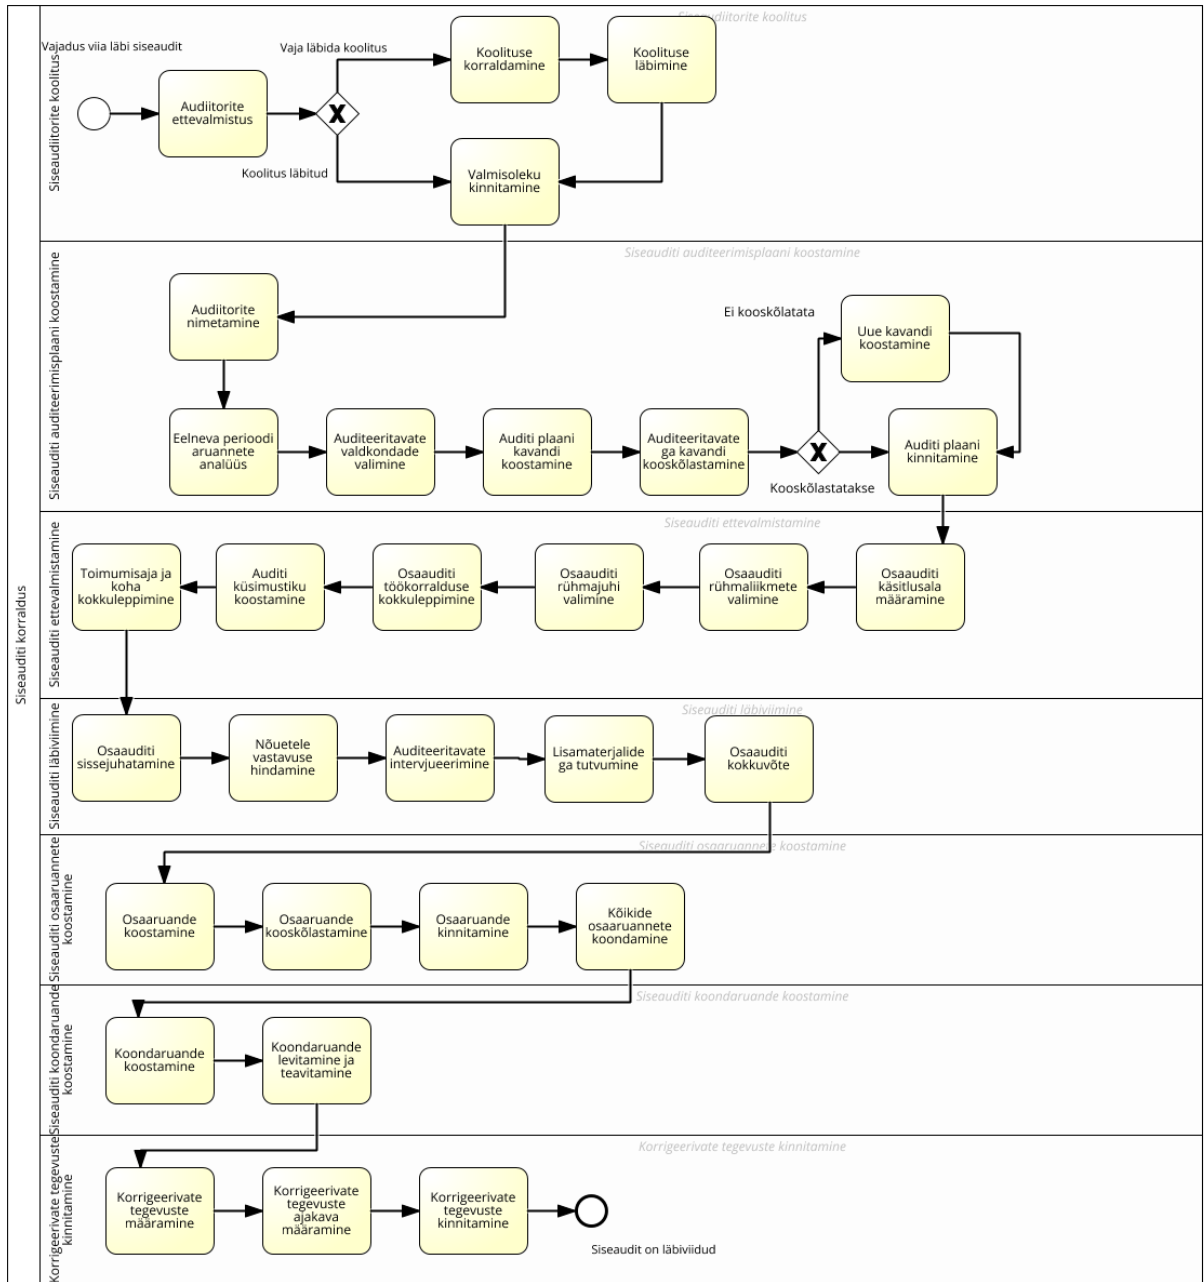 Siseauditi korraldus
Siseaudiitorite koolitus
Siseaudiitorite koolitus
Vajadus viia läbi siseaudit
Audiitorite
ettevalmistus
Vaja läbida koolitus
X
Koolitus läbitud
Koolituse
korraldamine
Koolituse
läbimine
Valmisoleku
kinnitamine
Siseauditi auditeerimisplaani koostamine
Siseauditi auditeerimisplaani koostamine
Audiitorite
nimetamine
Eelneva perioodi
aruannete
analüüs
Auditeeritavate
valdkondade
valimine
Auditi plaani
kavandi
koostamine
Auditeeritavate
ga kavandi
kooskõlastamine
X
Ei kooskõlatata
Kooskõlastatakse
Uue kavandi
koostamine
Auditi plaani
kinnitamine
Siseauditi ettevalmistamine
Siseauditi ettevalmistamine
Toimumisaja ja
koha
kokkuleppimine
Auditi
küsimustiku
koostamine
Osaauditi
töökorralduse
kokkuleppimine
Osaauditi
rühmajuhi
valimine
Osaauditi
rühmaliikmete
valimine
Osaauditi
käsitlusala
määramine
Siseauditi läbiviimine
Siseauditi läbiviimine
Osaauditi
sissejuhatamine
Nõuetele
vastavuse
hindamine
Auditeeritavate
intervjueerimine
Lisamaterjalide
ga tutvumine
Osaauditi
kokkuvõte
Siseauditi osaaruannete
koostamine
Siseauditi osaaruannete koostamine
Osaaruande
koostamine
Osaaruande
kooskõlastamine
Osaaruande
kinnitamine
Kõikide
osaaruannete
koondamine
Siseauditi koondaruande
koostamine
Siseauditi koondaruande koostamine
Koondaruande
koostamine
Koondaruande
levitamine ja
teavitamine
Korrigeerivate tegevuste
kinnitamine
Korrigeerivate tegevuste kinnitamine
Korrigeerivate
tegevuste
määramine
Korrigeerivate
tegevuste
ajakava
määramine
Korrigeerivate
tegevuste
kinnitamine
Siseaudit on läbiviidud